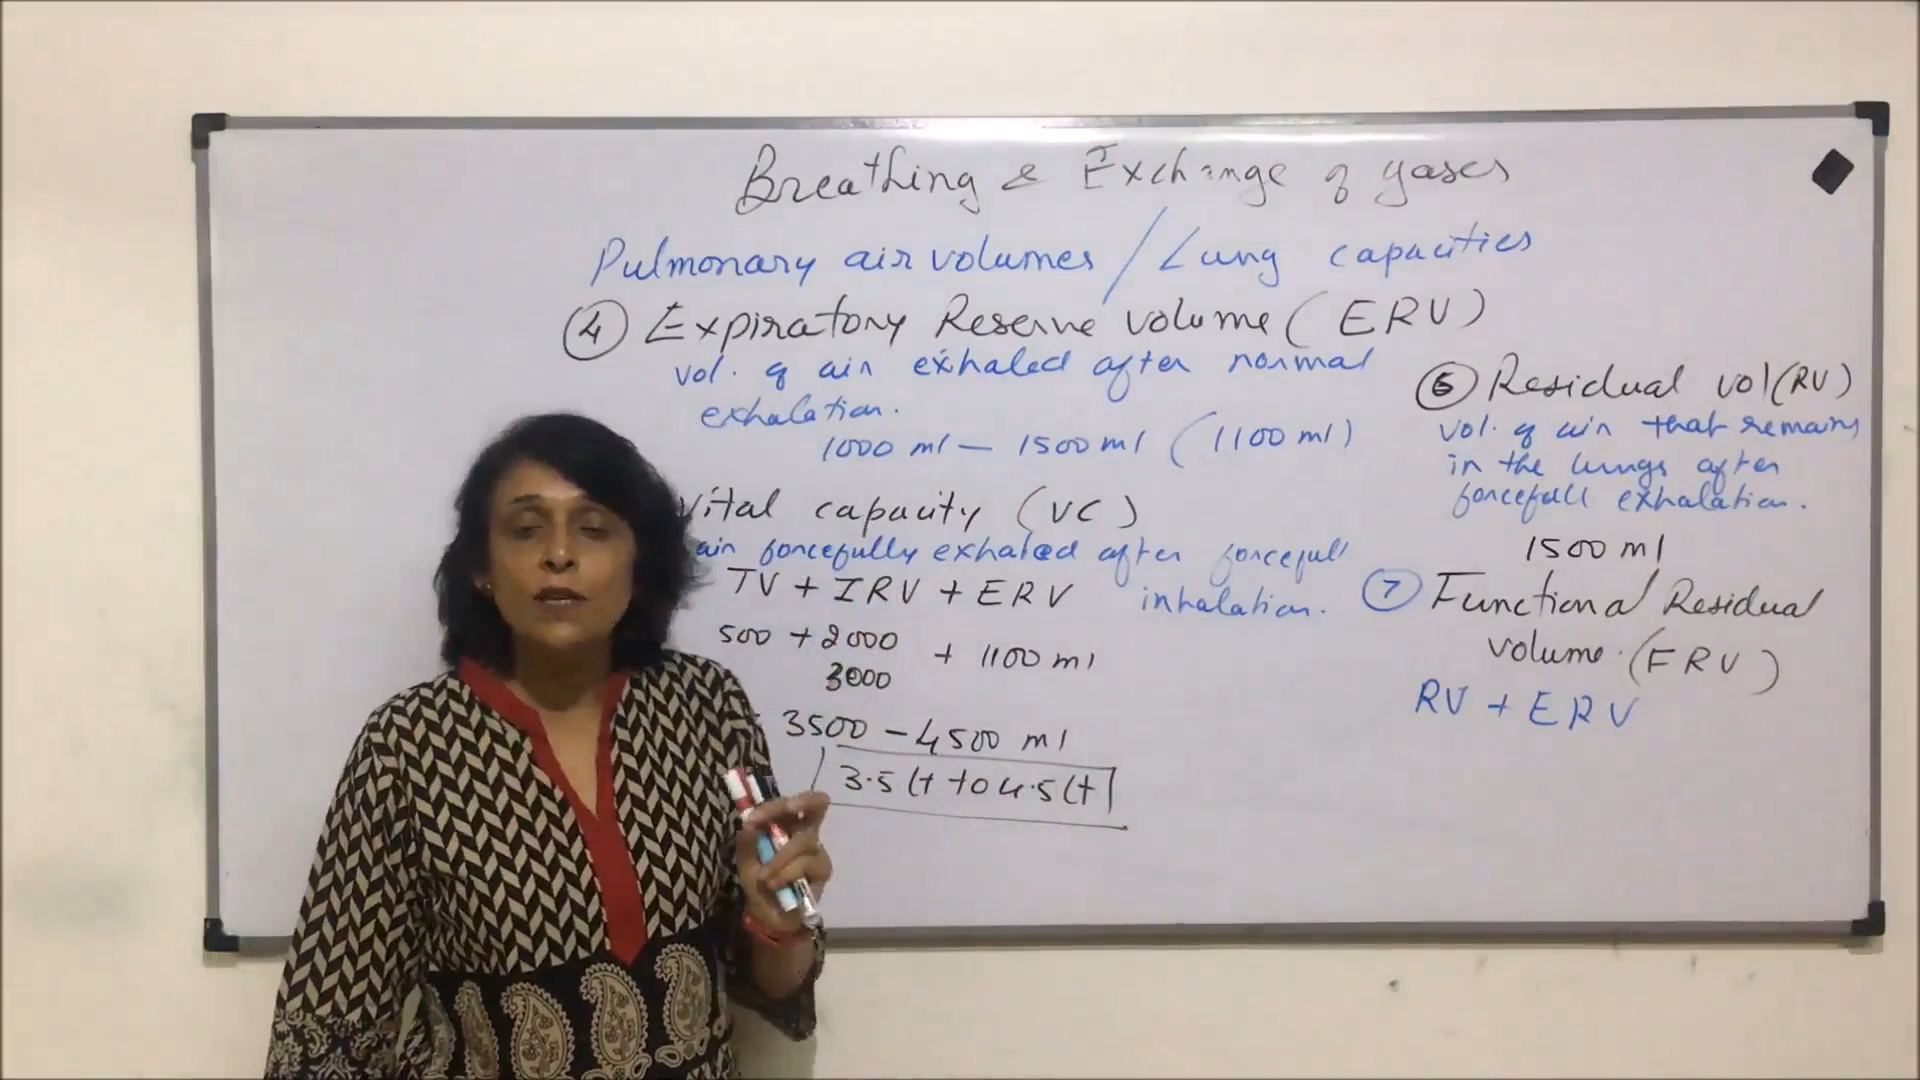 Breathing & Exchange of gases
Pulmonary air volumes / Lung capacities
④ Expiratory Reserve volume (ERV)
vol. of air exhaled after normal
exhalation.
1000 ml — 1500 ml (1100 ml)
Vital capacity (VC)
air forcefully exhaled after forcefull
inhalation.
TV + IRV + ERV
500 + 2000 + 1100 ml
3000
3500 - 4500 ml
3.5 lt to 4.5 lt
⑥ Residual vol (RV)
vol. of air that remains
in the lungs after
forcefull exhalation.
1500 ml
⑦ Functional Residual
volume. (FRV)
RV + ERV